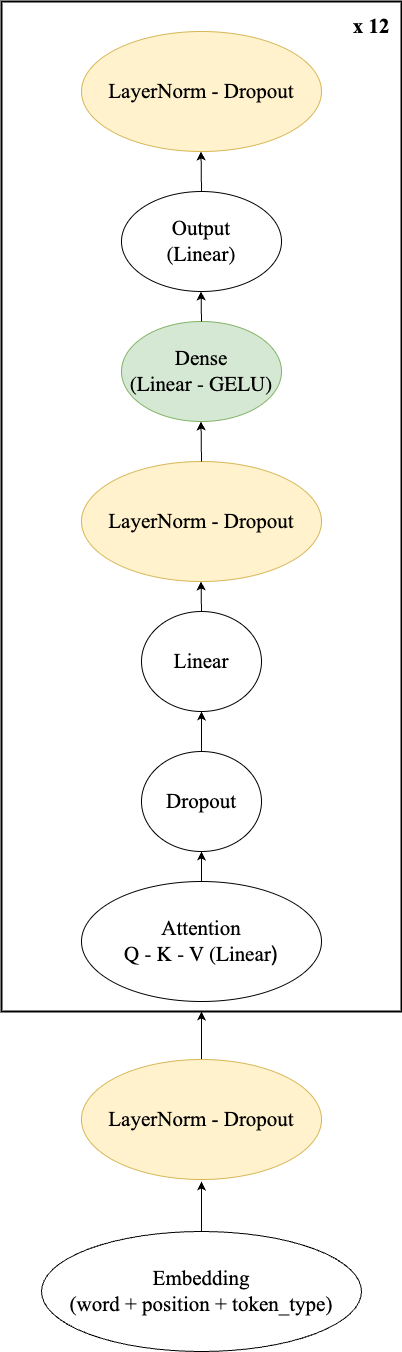 x 12
LayerNorm - Dropout
Output
(Linear)
Dense
(Linear - GELU)
LayerNorm - Dropout
Linear
Dropout
Attention
Q - K - V (Linear)
LayerNorm - Dropout
Embedding
(word + position + token_type)